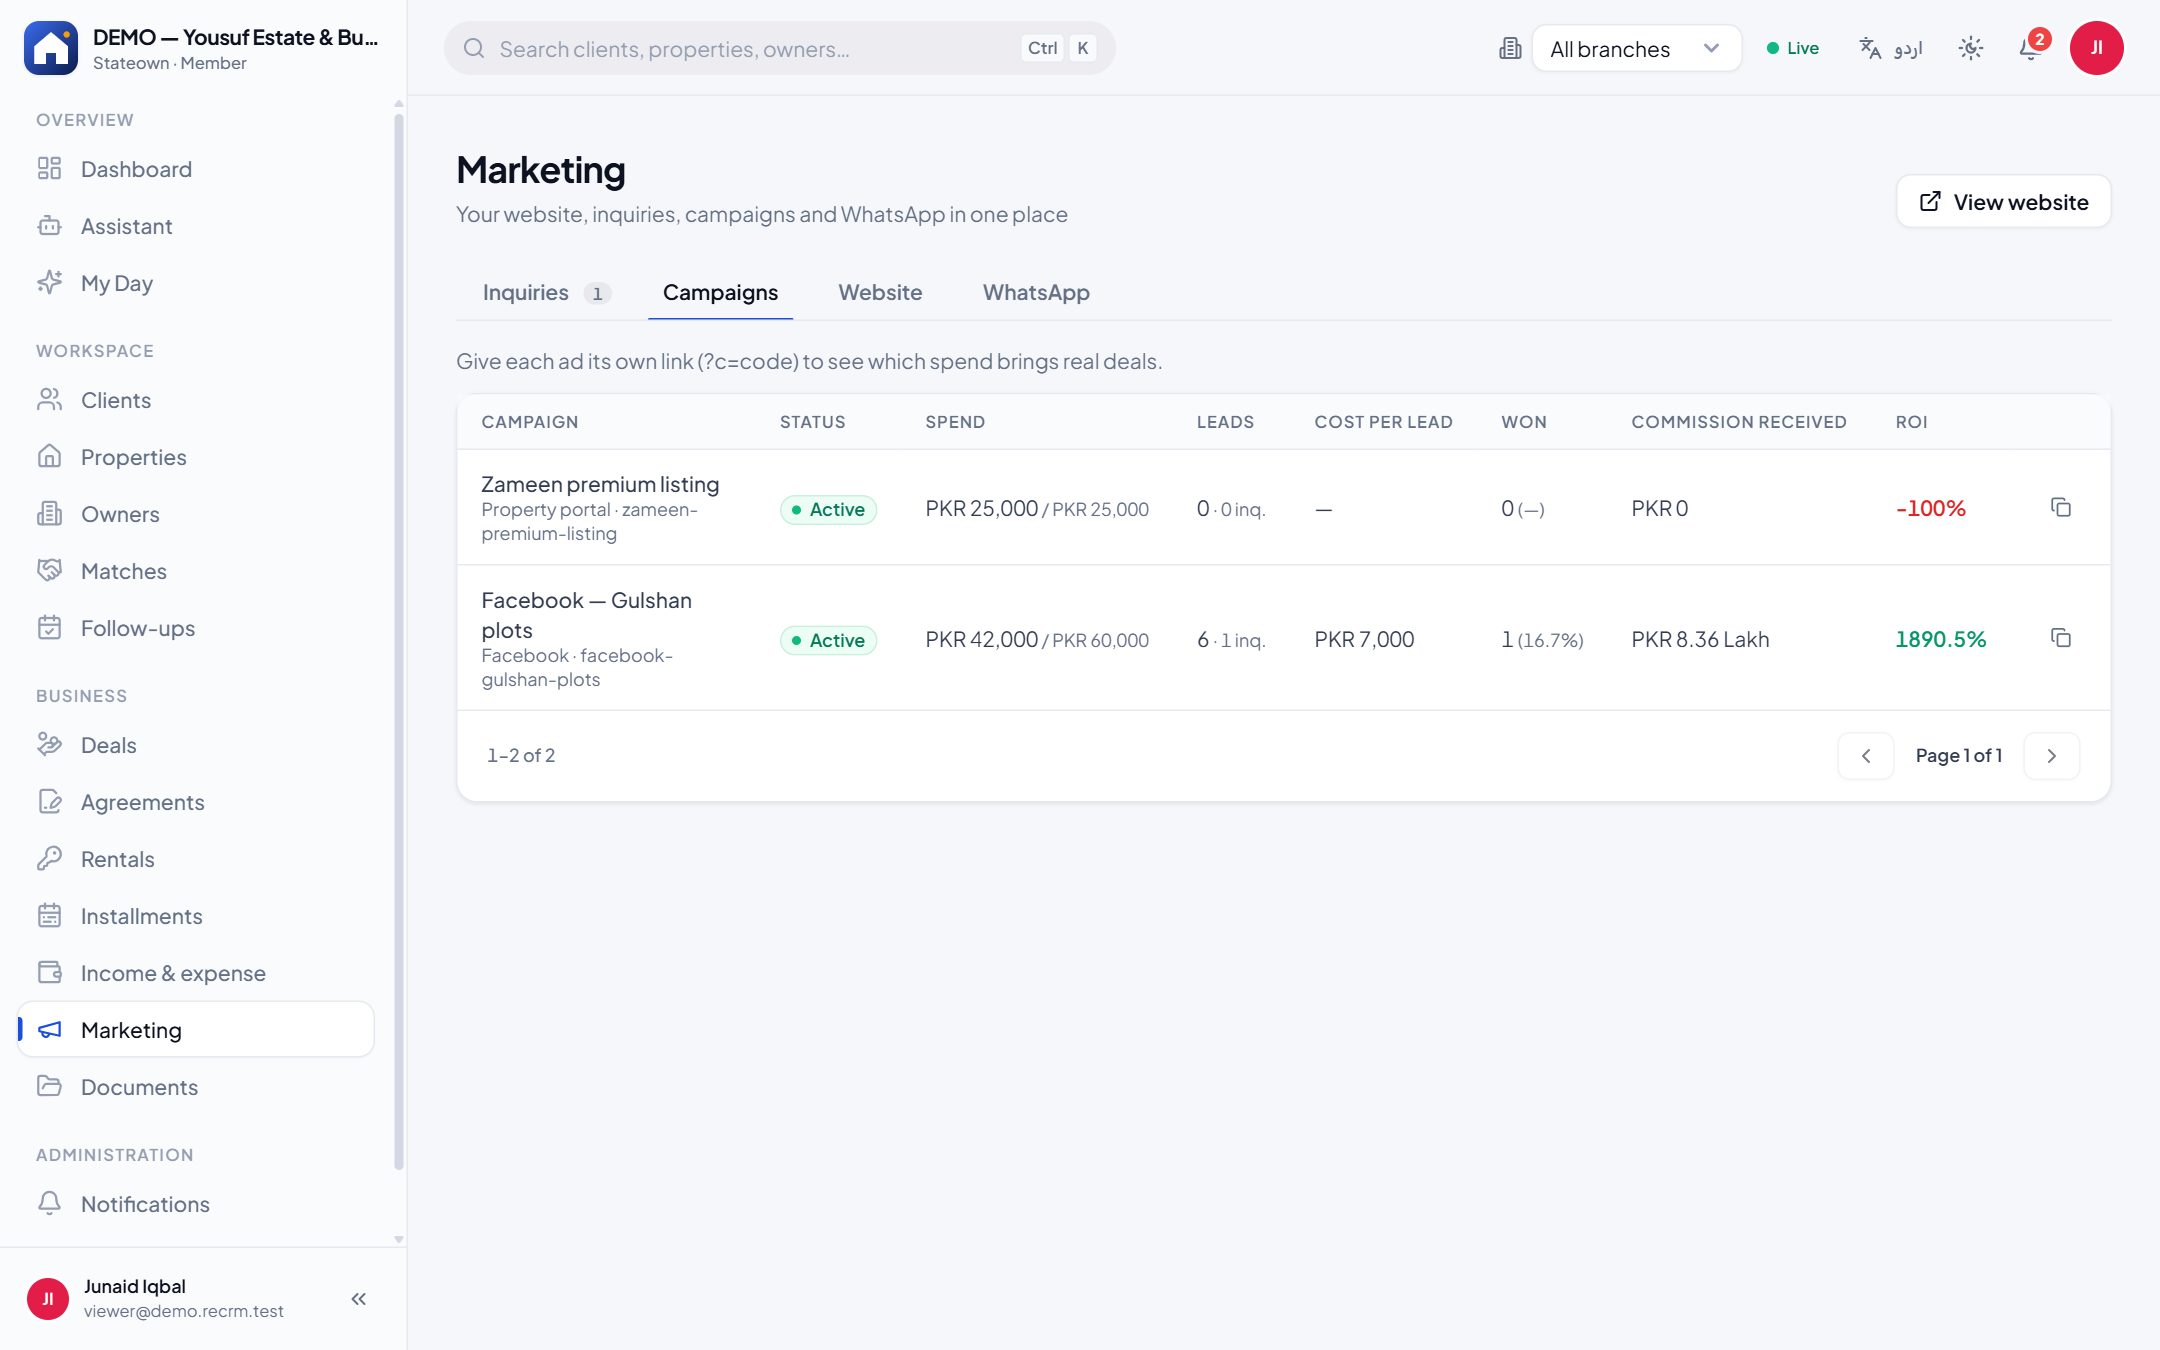 DEMO — Yousuf Estate & Bu...
Stateown · Member
OVERVIEW
Dashboard
Assistant
My Day
WORKSPACE
Clients
Properties
Owners
Matches
Follow-ups
BUSINESS
Deals
Agreements
Rentals
Installments
Income & expense
Marketing
Documents
ADMINISTRATION
Notifications
JI
Junaid Iqbal
viewer@demo.recrm.test
Search clients, properties, owners...
Ctrl K
All branches
Live
اردو
2
JI
Marketing
Your website, inquiries, campaigns and WhatsApp in one place
View website
Inquiries 1
Campaigns
Website
WhatsApp
Give each ad its own link (?c=code) to see which spend brings real deals.
CAMPAIGN STATUS SPEND LEADS COST PER LEAD WON COMMISSION RECEIVED ROI
Zameen premium listing
Property portal · zameen-
premium-listing
Active
PKR 25,000 / PKR 25,000
0 · 0 inq.
—
0 (—)
PKR 0
-100%
Facebook — Gulshan
plots
Facebook · facebook-
gulshan-plots
Active
PKR 42,000 / PKR 60,000
6 · 1 inq.
PKR 7,000
1 (16.7%)
PKR 8.36 Lakh
1890.5%
1–2 of 2
Page 1 of 1